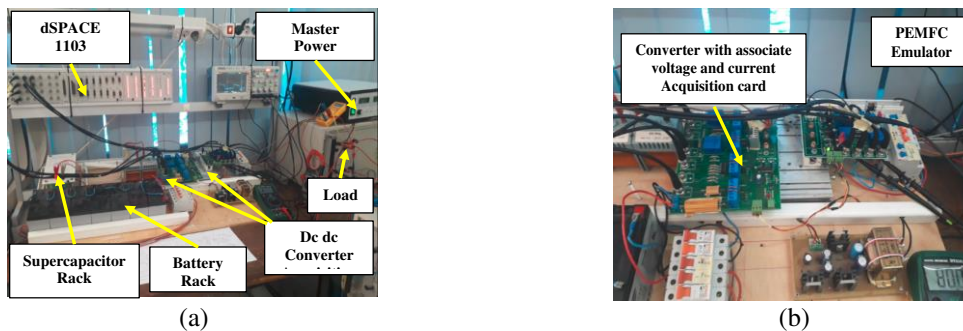 dSPACE
1103
Master
Power
Load
Supercapacitor
Rack
Battery
Rack
Dc dc
Converter
(a)
Converter with associate
voltage and current
Acquisition card
PEMFC
Emulator
(b)